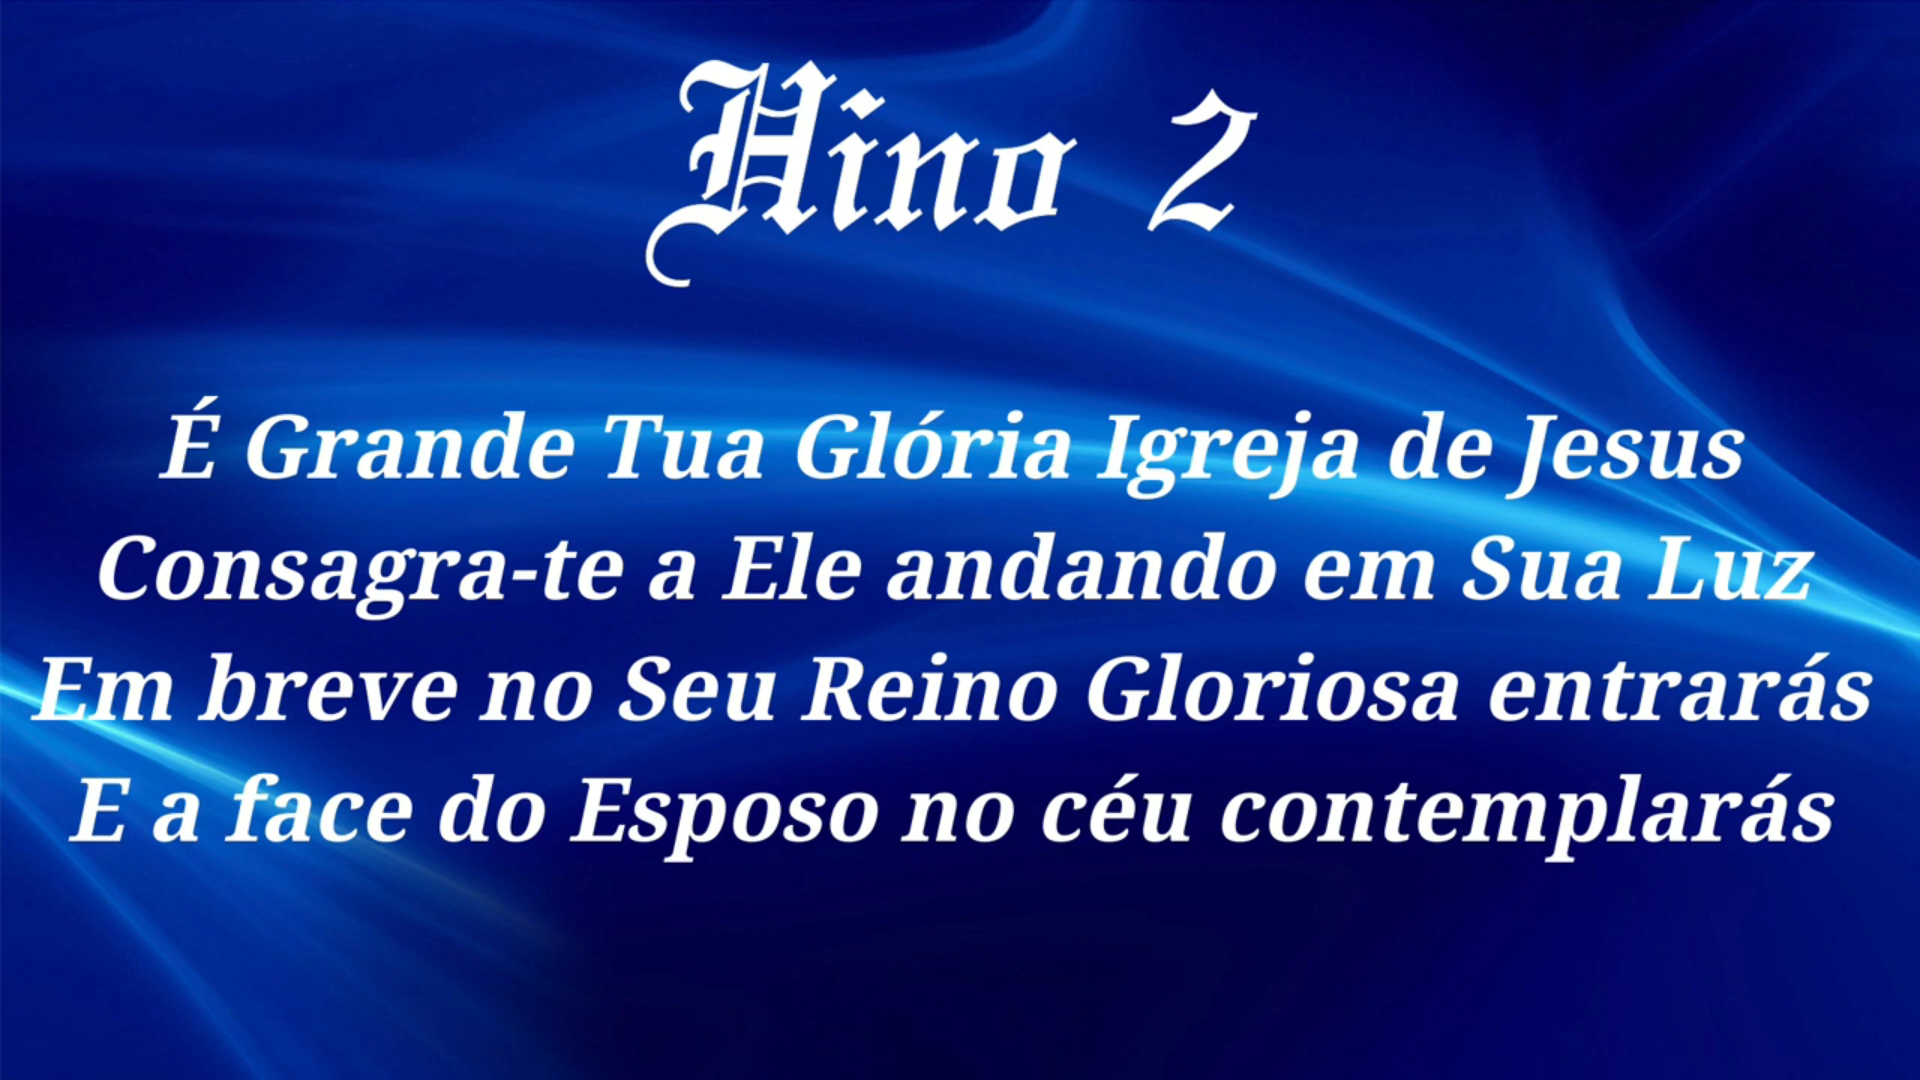 Hino 2
É Grande Tua Glória Igreja de Jesus
Consagra-te a Ele andando em Sua Luz
Em breve no Seu Reino Gloriosa entrarás
E a face do Esposo no céu contemplarás